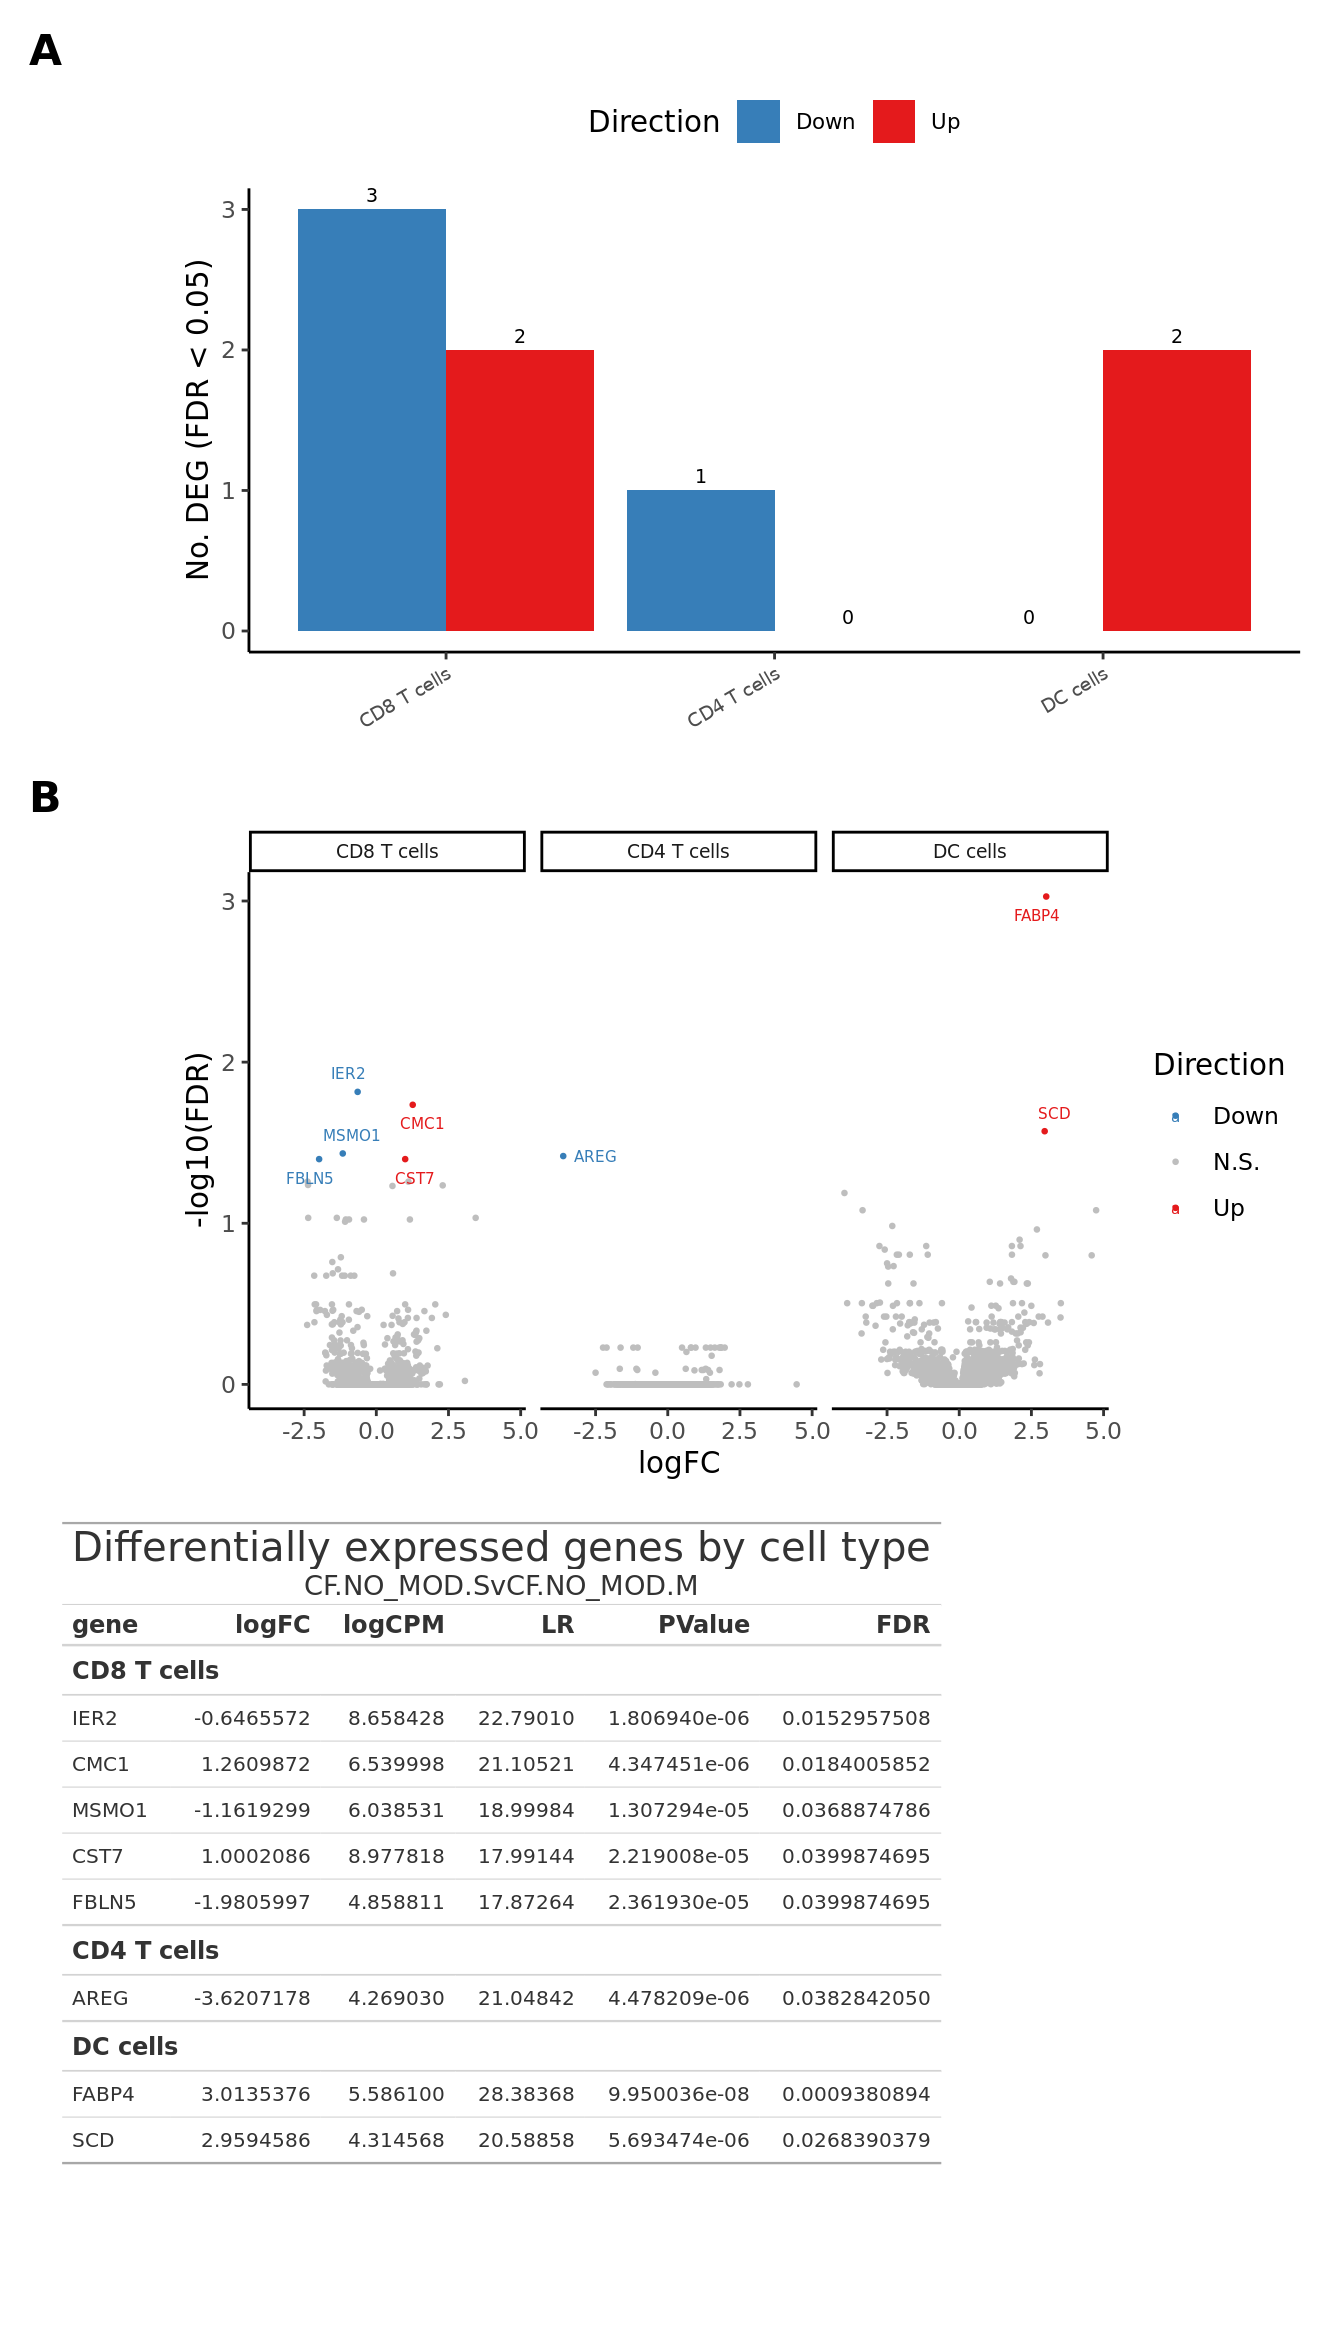 A
Direction Down Up
3
3
2
2
2
1
1
0
0
0
No. DEG (FDR < 0.05)
CD8 T cells CD4 T cells DC cells
B
CD8 T cells CD4 T cells DC cells
3
FABP4
2
IER2
CMC1
SCD
MSMO1
AREG
FBLN5
CST7
1
0
-log10(FDR)
-2.5 0.0 2.5 5.0 -2.5 0.0 2.5 5.0 -2.5 0.0 2.5 5.0
logFC
Direction
a Down
N.S.
a Up
Differentially expressed genes by cell type
CF.NO_MOD.SvCF.NO_MOD.M
gene logFC logCPM LR PValue FDR
CD8 T cells
IER2 -0.6465572 8.658428 22.79010 1.806940e-06 0.0152957508
CMC1 1.2609872 6.539998 21.10521 4.347451e-06 0.0184005852
MSMO1 -1.1619299 6.038531 18.99984 1.307294e-05 0.0368874786
CST7 1.0002086 8.977818 17.99144 2.219008e-05 0.0399874695
FBLN5 -1.9805997 4.858811 17.87264 2.361930e-05 0.0399874695
CD4 T cells
AREG -3.6207178 4.269030 21.04842 4.478209e-06 0.0382842050
DC cells
FABP4 3.0135376 5.586100 28.38368 9.950036e-08 0.0009380894
SCD 2.9594586 4.314568 20.58858 5.693474e-06 0.0268390379